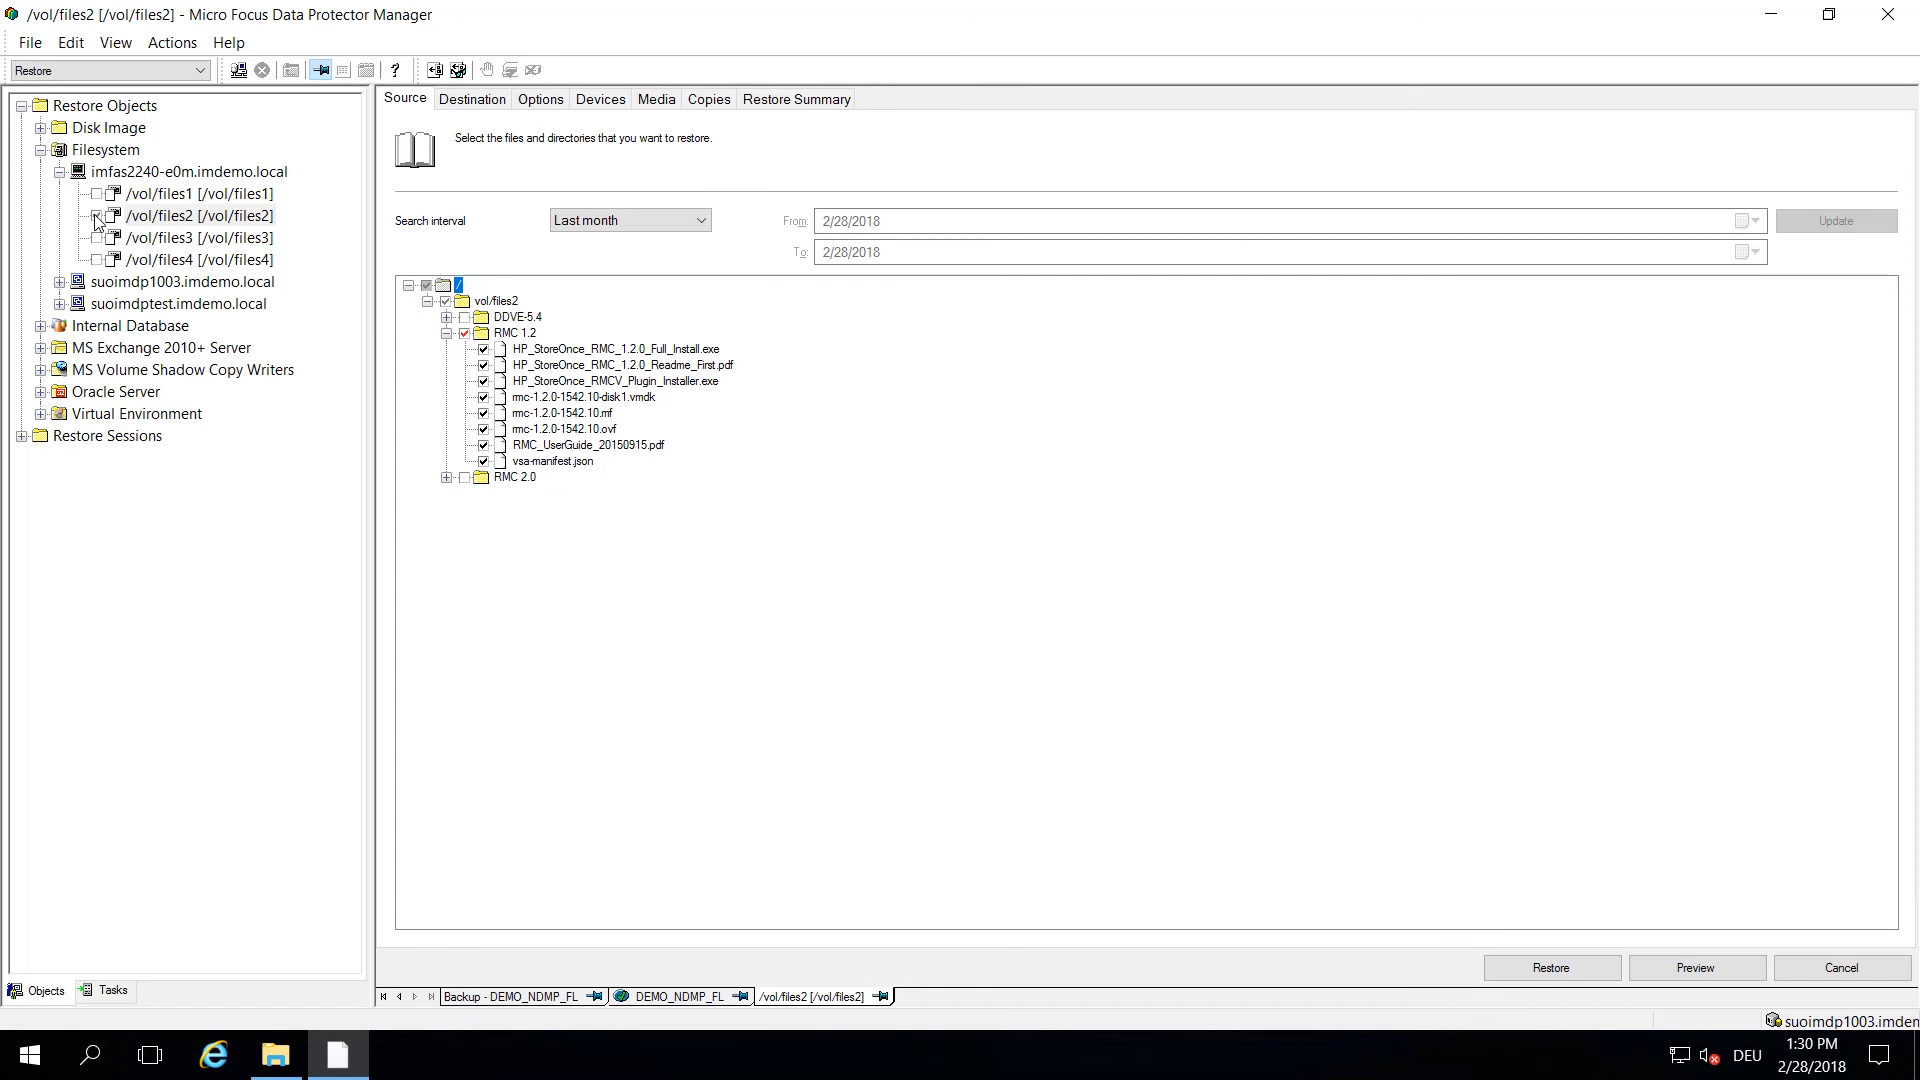 /vol/files2 [/vol/files2] - Micro Focus Data Protector Manager
File Edit View Actions Help
Restore
?
Restore Objects
Disk Image
Filesystem
imfas2240-e0m.imdemo.local
/vol/files1 [/vol/files1]
/vol/files2 [/vol/files2]
/vol/files3 [/vol/files3]
/vol/files4 [/vol/files4]
suoimdp1003.imdemo.local
suoimdptest.imdemo.local
Internal Database
MS Exchange 2010+ Server
MS Volume Shadow Copy Writers
Oracle Server
Virtual Environment
Restore Sessions
Objects Tasks
Source Destination Options Devices Media Copies Restore Summary
Select the files and directories that you want to restore.
Search interval Last month From: 2/28/2018 Update
To: 2/28/2018
/
vol/files2
DDVE-5.4
RMC 1.2
HP_StoreOnce_RMC_1.2.0_Full_Install.exe
HP_StoreOnce_RMC_1.2.0_Readme_First.pdf
HP_StoreOnce_RMCV_Plugin_Installer.exe
rmc-1.2.0-1542.10-disk1.vmdk
rmc-1.2.0-1542.10.mf
rmc-1.2.0-1542.10.ovf
RMC_UserGuide_20150915.pdf
vsa-manifest.json
RMC 2.0
Restore Preview Cancel
Backup - DEMO_NDMP_FL DEMO_NDMP_FL /vol/files2 [/vol/files2]
suoimdp1003.imden
DEU
1:30 PM
2/28/2018